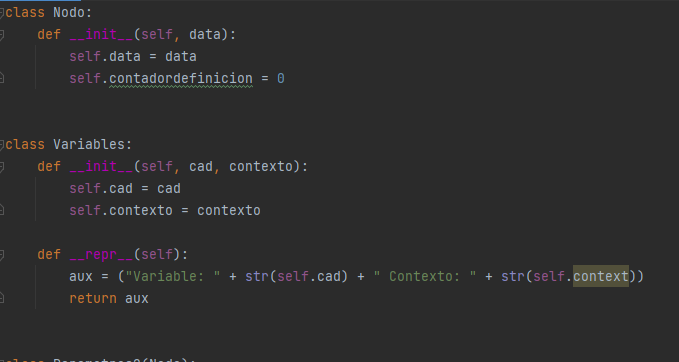 class Nodo:
    def __init__(self, data):
        self.data = data
        self.contadordefinicion = 0
class Variables:
    def __init__(self, cad, contexto):
        self.cad = cad
        self.contexto = contexto
    def __repr__(self):
        aux = ("Variable: " + str(self.cad) + " Contexto: " + str(self.context))
        return aux